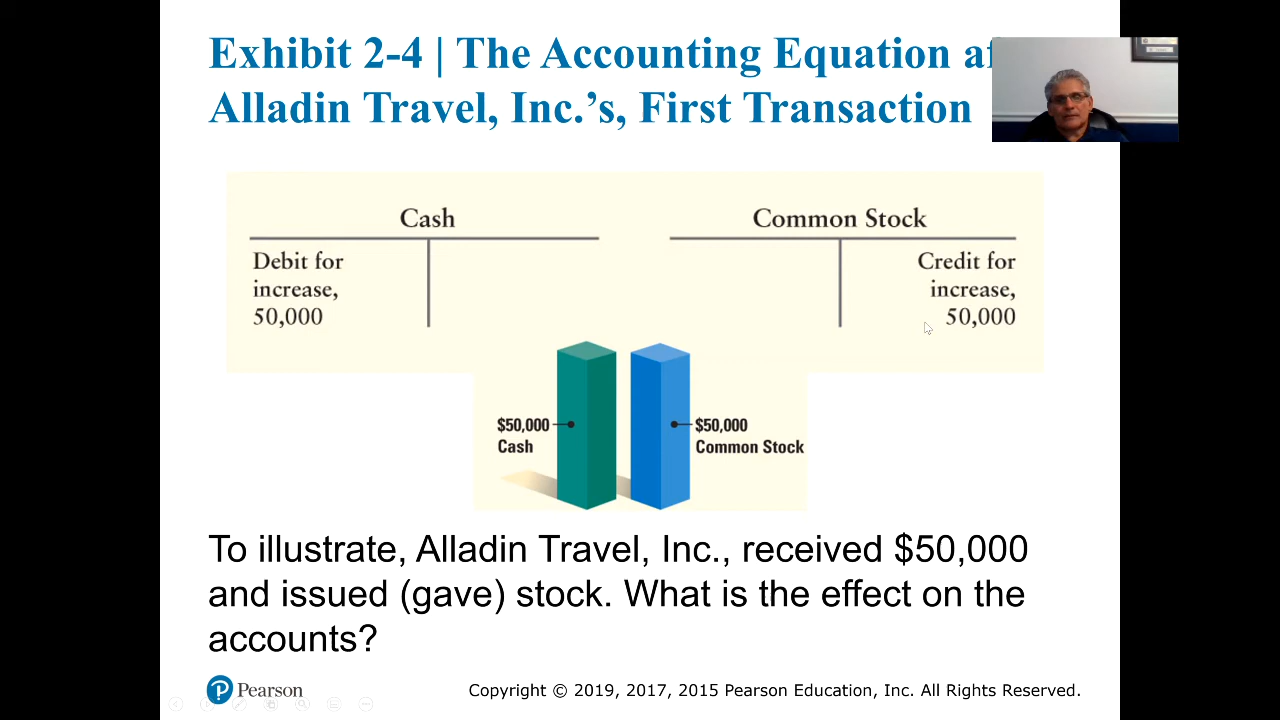 Exhibit 2-4 | The Accounting Equation
Alladin Travel, Inc.’s, First Transaction
Cash
Debit for
increase,
50,000
Common Stock
Credit for
increase,
50,000
$50,000
Cash
$50,000
Common Stock
To illustrate, Alladin Travel, Inc., received $50,000
and issued (gave) stock. What is the effect on the
accounts?
Pearson
Copyright © 2019, 2017, 2015 Pearson Education, Inc. All Rights Reserved.